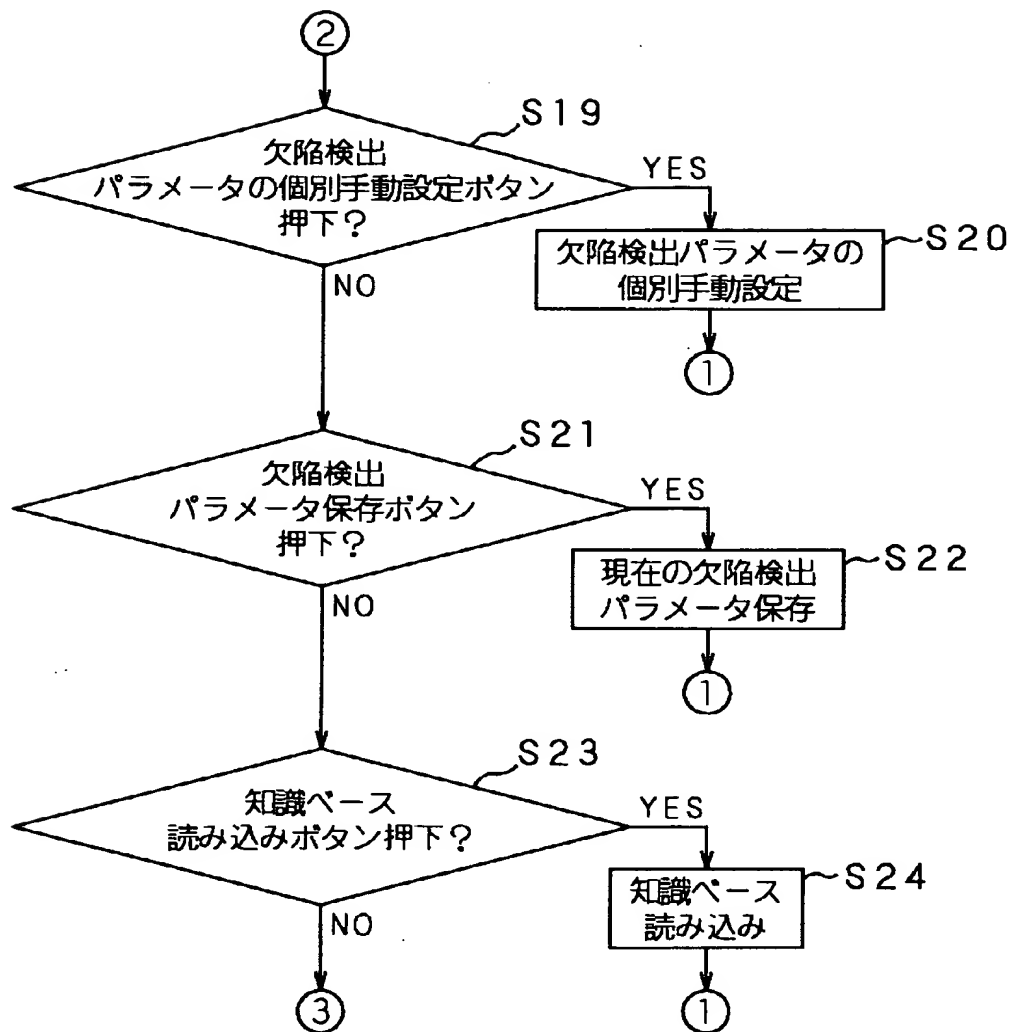 ②
S19
欠陥検出
パラメータの個別手動設定ボタン
押下？
YES
S20
欠陥検出パラメータの
個別手動設定
NO
①
S21
欠陥検出
パラメータ保存ボタン
押下？
YES
S22
現在の欠陥検出
パラメータ保存
NO
①
S23
知識ベース
読み込みボタン押下？
YES
S24
知識ベース
読み込み
NO
③
①